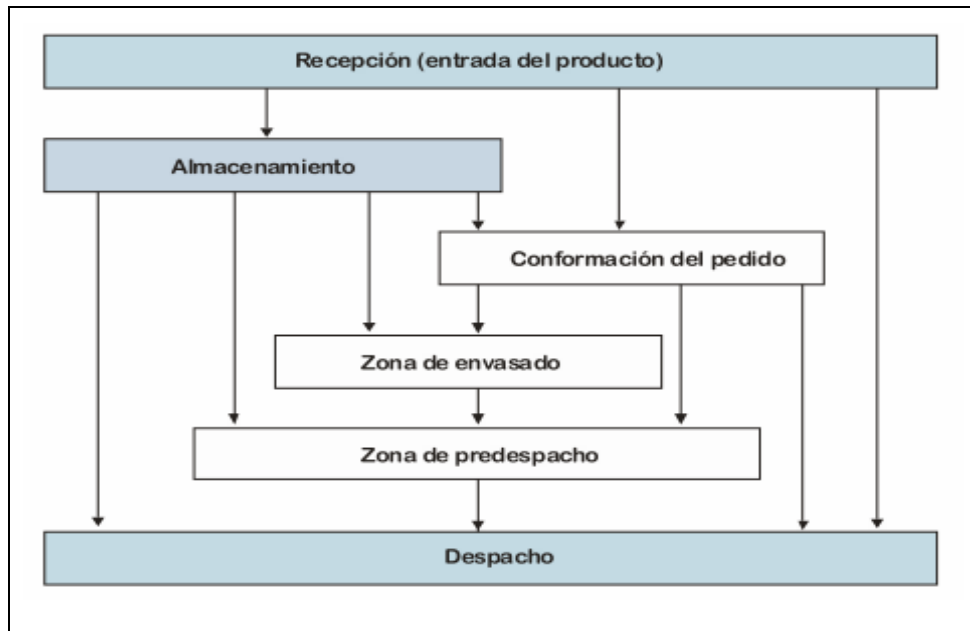 Recepción (entrada del producto)
Almacenamiento
Conformación del pedido
Zona de envasado
Zona de predespacho
Despacho